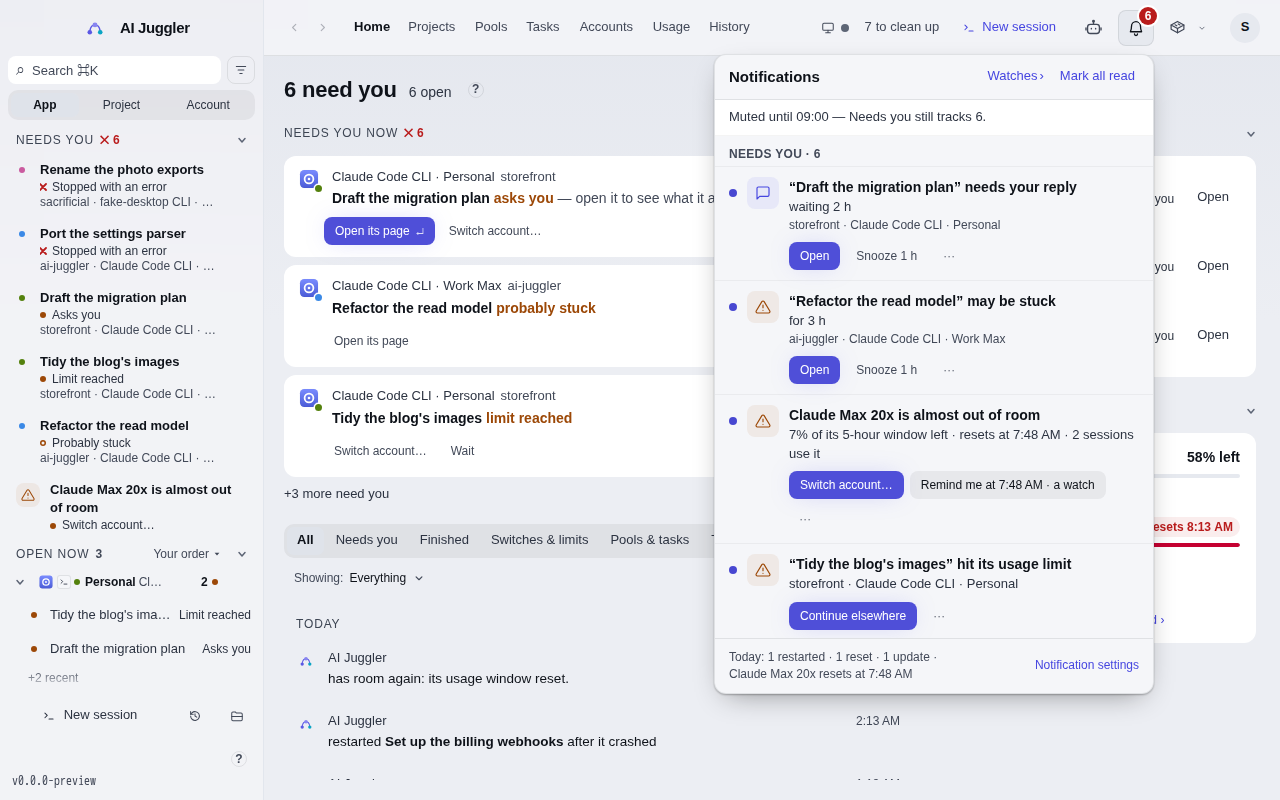 AI Juggler
Search ⌘K
App
Project
Account
NEEDS YOU 6
Rename the photo exports
Stopped with an error
sacrificial · fake-desktop CLI · …
Port the settings parser
Stopped with an error
ai-juggler · Claude Code CLI · …
Draft the migration plan
Asks you
storefront · Claude Code CLI · …
Tidy the blog's images
Limit reached
storefront · Claude Code CLI · …
Refactor the read model
Probably stuck
ai-juggler · Claude Code CLI · …
Claude Max 20x is almost out
of room
Switch account…
OPEN NOW 3
Your order
Personal Cl…
2
Tidy the blog's ima…
Limit reached
Draft the migration plan
Asks you
+2 recent
New session
?
v0.0.0-preview
Home
Projects
Pools
Tasks
Accounts
Usage
History
7 to clean up
New session
6
S
6 need you
6 open
?
NEEDS YOU NOW 6
Claude Code CLI · Personal storefront
Draft the migration plan asks you — open it to see what it a
Open its page
Switch account…
Claude Code CLI · Work Max ai-juggler
Refactor the read model probably stuck
Open its page
Claude Code CLI · Personal storefront
Tidy the blog's images limit reached
Switch account…
Wait
+3 more need you
All
Needs you
Finished
Switches & limits
Pools & tasks
Showing: Everything
TODAY
AI Juggler
has room again: its usage window reset.
AI Juggler
restarted Set up the billing webhooks after it crashed
2:13 AM
Notifications
Watches ›
Mark all read
Muted until 09:00 — Needs you still tracks 6.
NEEDS YOU · 6
“Draft the migration plan” needs your reply
waiting 2 h
storefront · Claude Code CLI · Personal
Open
Snooze 1 h
…
“Refactor the read model” may be stuck
for 3 h
ai-juggler · Claude Code CLI · Work Max
Open
Snooze 1 h
…
Claude Max 20x is almost out of room
7% of its 5-hour window left · resets at 7:48 AM · 2 sessions
use it
Switch account…
Remind me at 7:48 AM · a watch
…
“Tidy the blog's images” hit its usage limit
storefront · Claude Code CLI · Personal
Continue elsewhere
…
Today: 1 restarted · 1 reset · 1 update ·
Claude Max 20x resets at 7:48 AM
Notification settings
you
Open
you
Open
you
Open
58% left
esets 8:13 AM
›